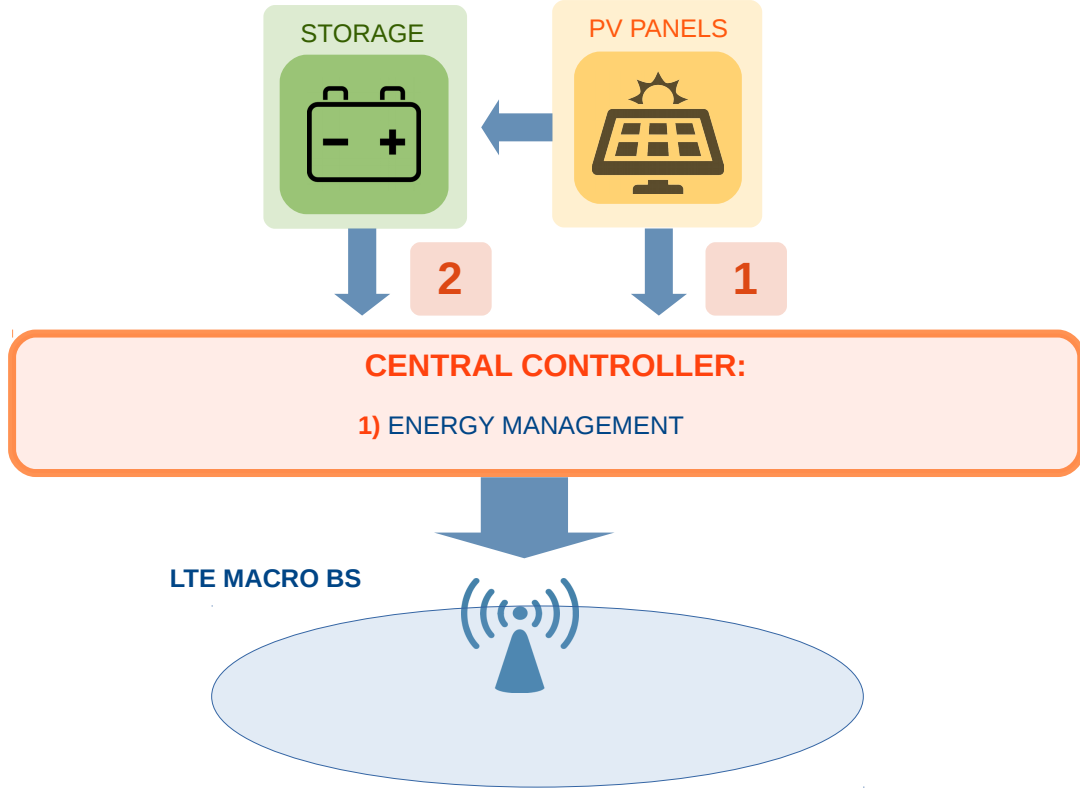 STORAGE
PV PANELS
2
1
CENTRAL CONTROLLER:
1) ENERGY MANAGEMENT
LTE MACRO BS